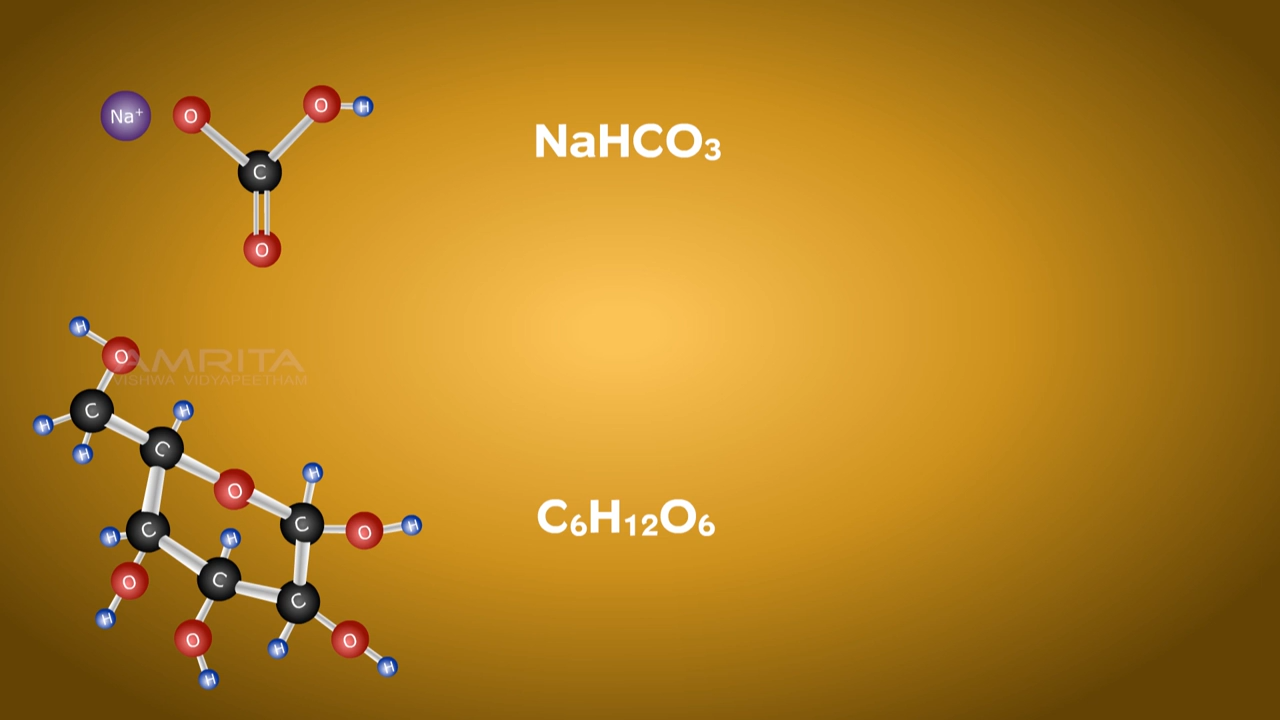 Na⁺ O O H
C
O
NaHCO₃
H
O
AMRITA
VISHWA VIDYAPEETHAM
C H
H
H C
O H
C O H
C
H H
O C
C
H
O H O
H
H
C₆H₁₂O₆